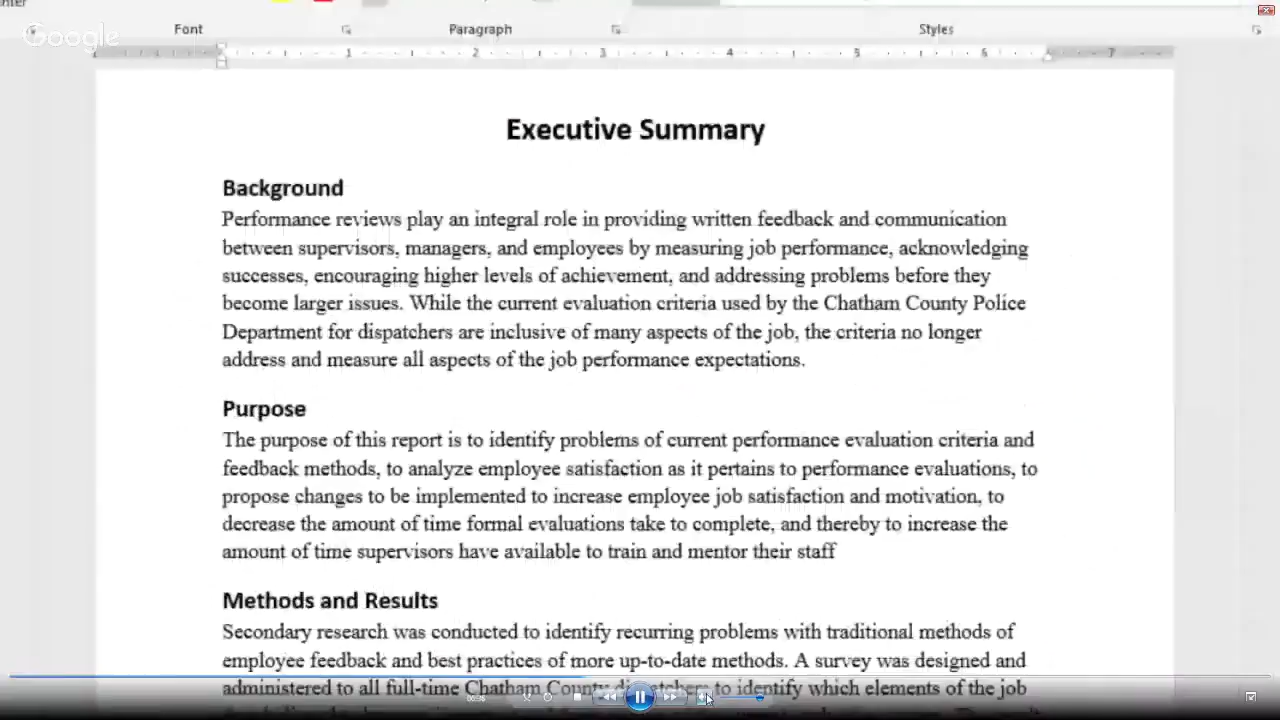 Google
Font
Paragraph
Styles
1 2 3 4 5 6 7
Executive Summary
Background
Performance reviews play an integral role in providing written feedback and communication
between supervisors, managers, and employees by measuring job performance, acknowledging
successes, encouraging higher levels of achievement, and addressing problems before they
become larger issues. While the current evaluation criteria used by the Chatham County Police
Department for dispatchers are inclusive of many aspects of the job, the criteria no longer
address and measure all aspects of the job performance expectations.
Purpose
The purpose of this report is to identify problems of current performance evaluation criteria and
feedback methods, to analyze employee satisfaction as it pertains to performance evaluations, to
propose changes to be implemented to increase employee job satisfaction and motivation, to
decrease the amount of time formal evaluations take to complete, and thereby to increase the
amount of time supervisors have available to train and mentor their staff
Methods and Results
Secondary research was conducted to identify recurring problems with traditional methods of
employee feedback and best practices of more up-to-date methods. A survey was designed and
administered to all full-time Chatham County dispatchers to identify which elements of the job